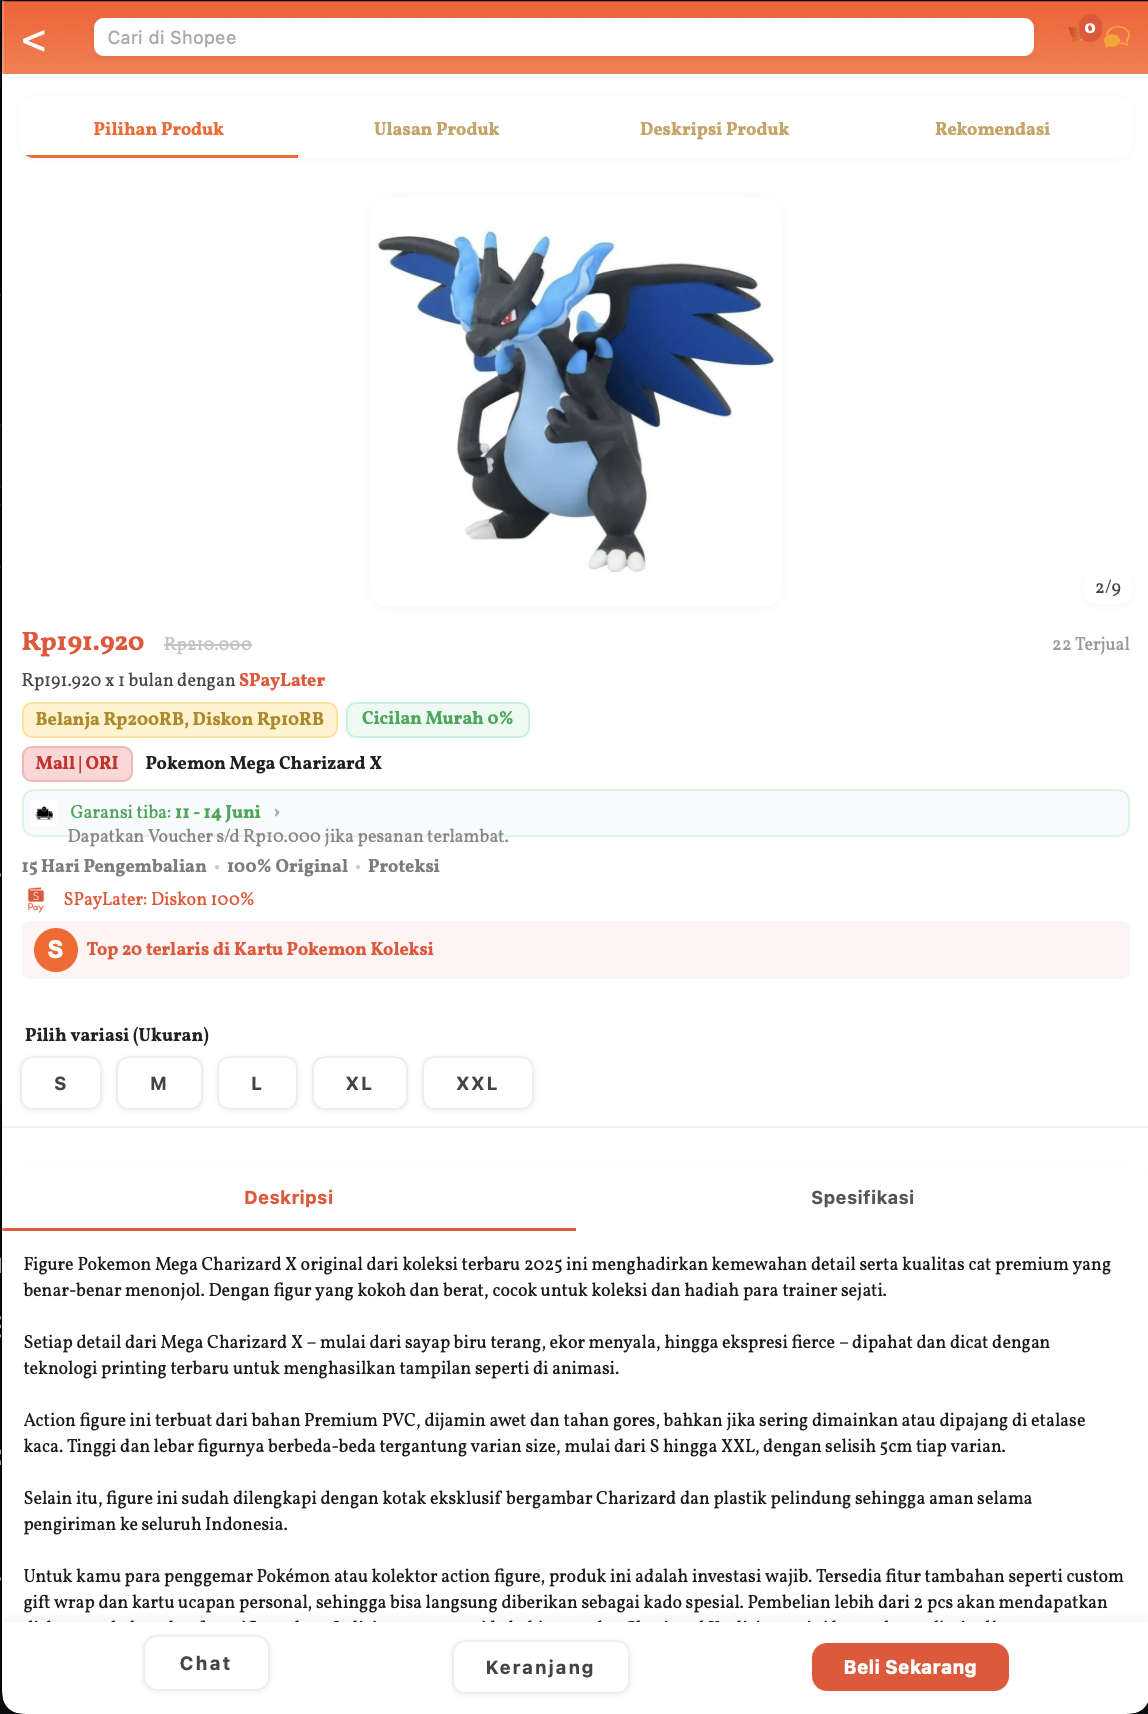 <
Cari di Shopee
0
Pilihan Produk
Ulasan Produk
Deskripsi Produk
Rekomendasi
2/9
Rp191.920 Rp210.000
22 Terjual
Rp191.920 x 1 bulan dengan SPayLater
Belanja Rp200RB, Diskon Rp10RB
Cicilan Murah 0%
Mall | ORI
Pokemon Mega Charizard X
Garansi tiba: 11 - 14 Juni ›
Dapatkan Voucher s/d Rp10.000 jika pesanan terlambat.
15 Hari Pengembalian • 100% Original • Proteksi
S
Pay
SPayLater: Diskon 100%
S
Top 20 terlaris di Kartu Pokemon Koleksi
Pilih variasi (Ukuran)
S
M
L
XL
XXL
Deskripsi
Spesifikasi
Figure Pokemon Mega Charizard X original dari koleksi terbaru 2025 ini menghadirkan kemewahan detail serta kualitas cat premium yang
benar-benar menonjol. Dengan figur yang kokoh dan berat, cocok untuk koleksi dan hadiah para trainer sejati.
Setiap detail dari Mega Charizard X – mulai dari sayap biru terang, ekor menyala, hingga ekspresi fierce – dipahat dan dicat dengan
teknologi printing terbaru untuk menghasilkan tampilan seperti di animasi.
Action figure ini terbuat dari bahan Premium PVC, dijamin awet dan tahan gores, bahkan jika sering dimainkan atau dipajang di etalase
kaca. Tinggi dan lebar figurnya berbeda-beda tergantung varian size, mulai dari S hingga XXL, dengan selisih 5cm tiap varian.
Selain itu, figure ini sudah dilengkapi dengan kotak eksklusif bergambar Charizard dan plastik pelindung sehingga aman selama
pengiriman ke seluruh Indonesia.
Untuk kamu para penggemar Pokémon atau kolektor action figure, produk ini adalah investasi wajib. Tersedia fitur tambahan seperti custom
gift wrap dan kartu ucapan personal, sehingga bisa langsung diberikan sebagai kado spesial. Pembelian lebih dari 2 pcs akan mendapatkan
Chat
Keranjang
Beli Sekarang